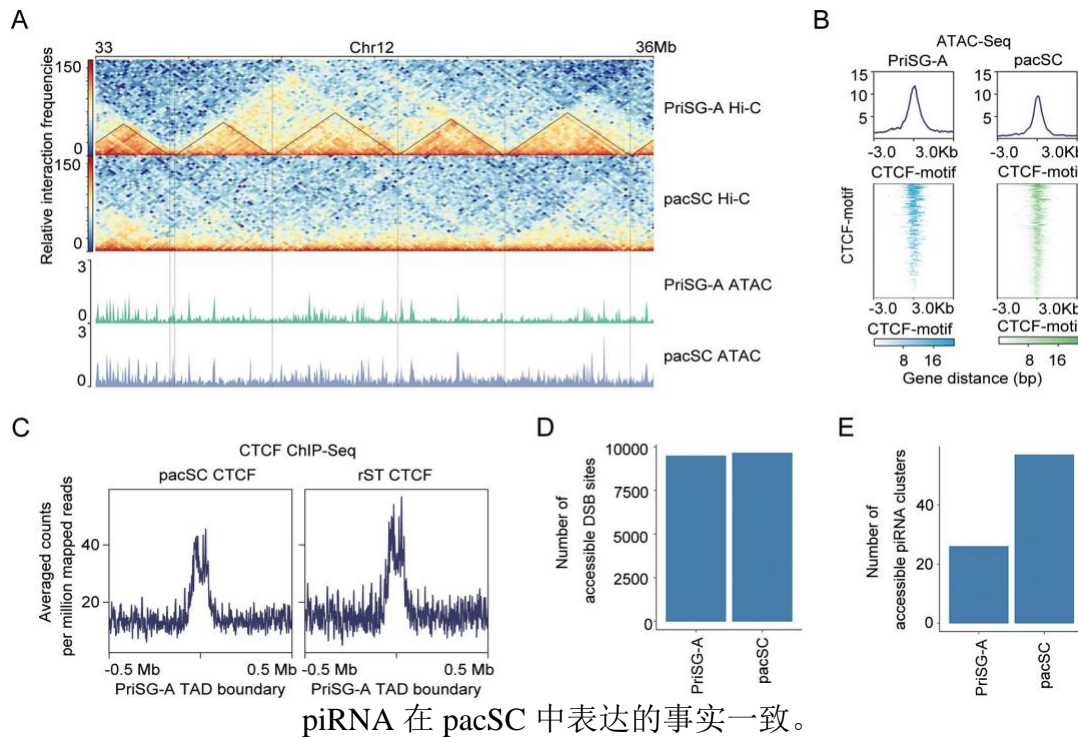 A
33 Chr12 36Mb
Relative interaction frequencies
150
0
150
0
PriSG-A Hi-C
pacSC Hi-C
3
0
3
0
PriSG-A ATAC
pacSC ATAC
B
ATAC-Seq
PriSG-A pacSC
15 15
10 10
5 5
-3.0 3.0Kb -3.0 3.0Kb
CTCF-motif CTCF-motif
CTCF-motif
-3.0 3.0Kb -3.0 3.0Kb
CTCF-motif CTCF-motif
8 16 8 16
Gene distance (bp)
C
CTCF ChIP-Seq
pacSC CTCF rST CTCF
Averaged counts
per million mapped reads
40
20
-0.5 Mb 0.5 Mb -0.5 Mb 0.5 Mb
PriSG-A TAD boundary PriSG-A TAD boundary
D
Number of
accessible DSB sites
10000
7500
5000
2500
0
PriSG-A
pacSC
E
Number of
accessible piRNA clusters
40
20
0
PriSG-A
pacSC
piRNA 在 pacSC 中表达的事实一致。